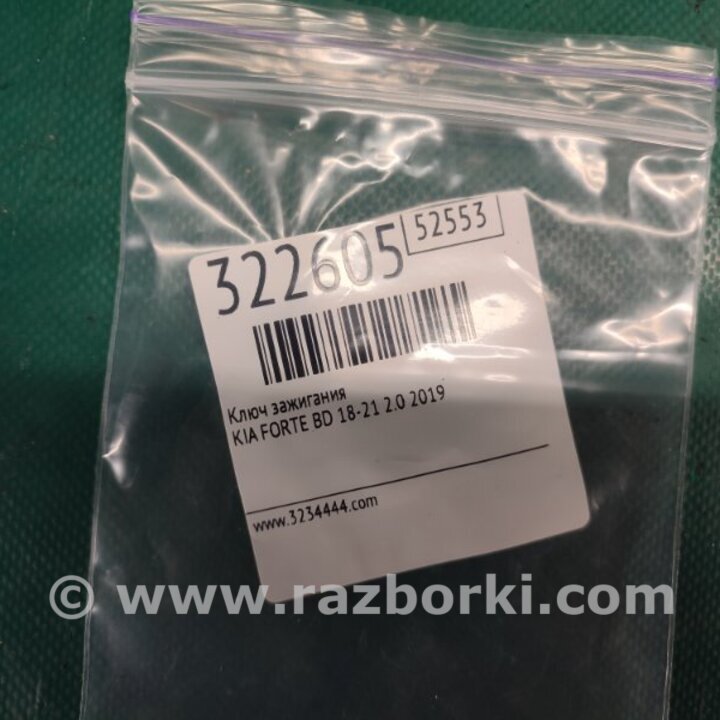 322605 52553
Ключ зажигания
KIA FORTE BD 18-21 2.0 2019
www.3234444.com
© www.razborki.com